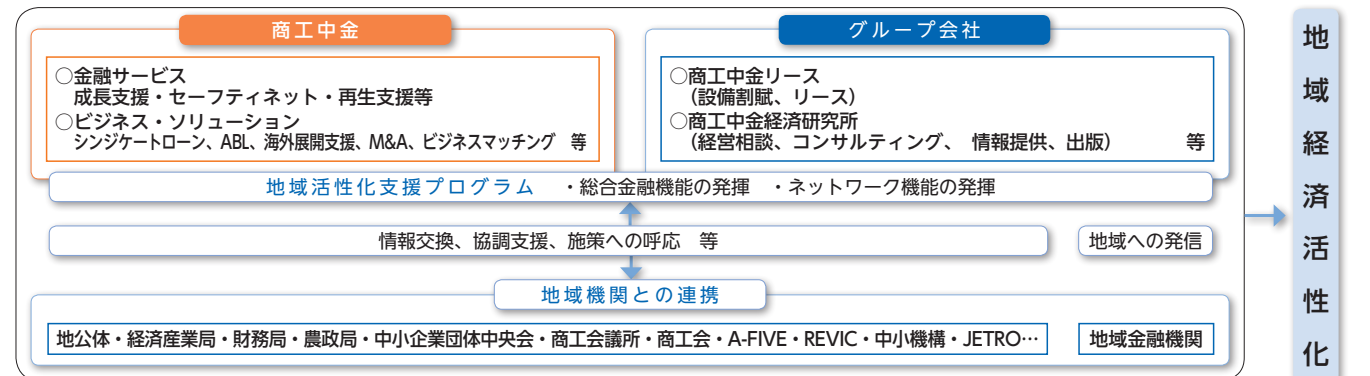 商工中金
○金融サービス
成長支援・セーフティネット・再生支援等
○ビジネス・ソリューション
シンジケートローン、ABL、海外展開支援、M&A、ビジネスマッチング　等
グループ会社
○商工中金リース
（設備割賦、リース）
○商工中金経済研究所
（経営相談、コンサルティング、　情報提供、出版）　等
地域活性化支援プログラム　・総合金融機能の発揮　・ネットワーク機能の発揮
情報交換、協調支援、施策への呼応　等
地域への発信
地域機関との連携
地公体・経済産業局・財務局・農政局・中小企業団体中央会・商工会議所・商工会・A-FIVE・REVIC・中小機構・JETRO…
地域金融機関
地域経済活性化